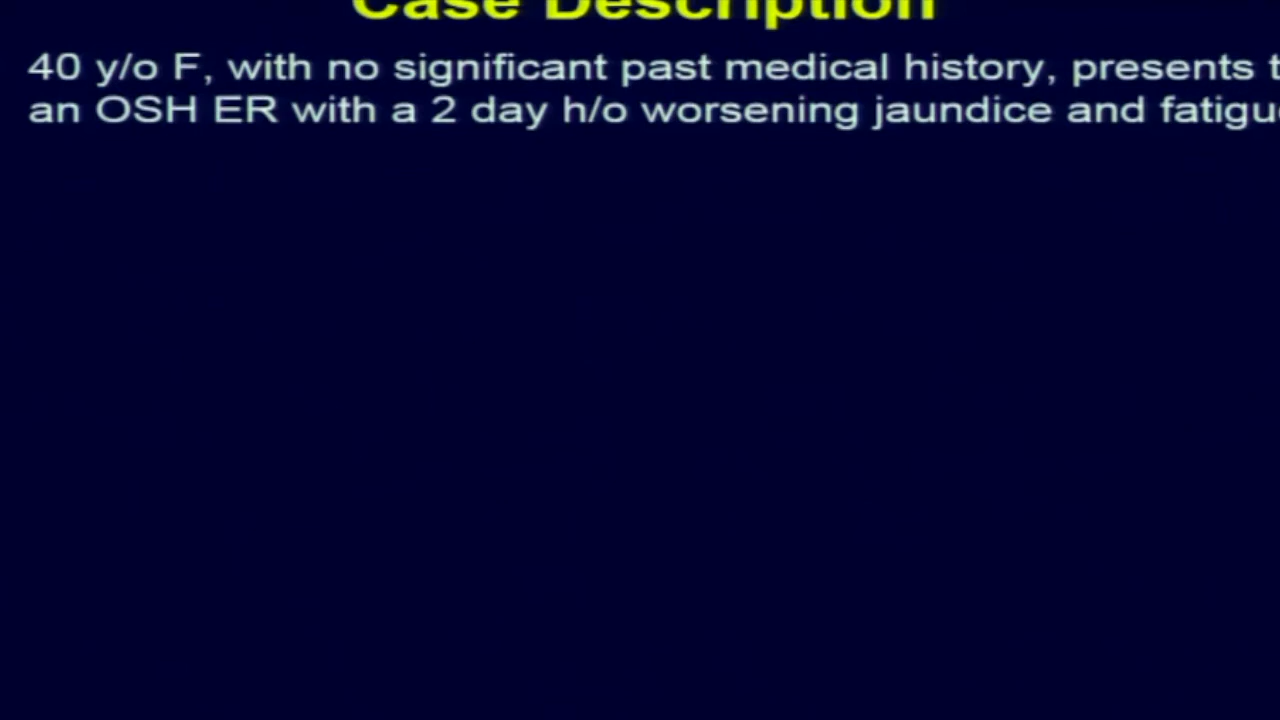 Case Description
40 y/o F, with no significant past medical history, presents t
an OSH ER with a 2 day h/o worsening jaundice and fatigu